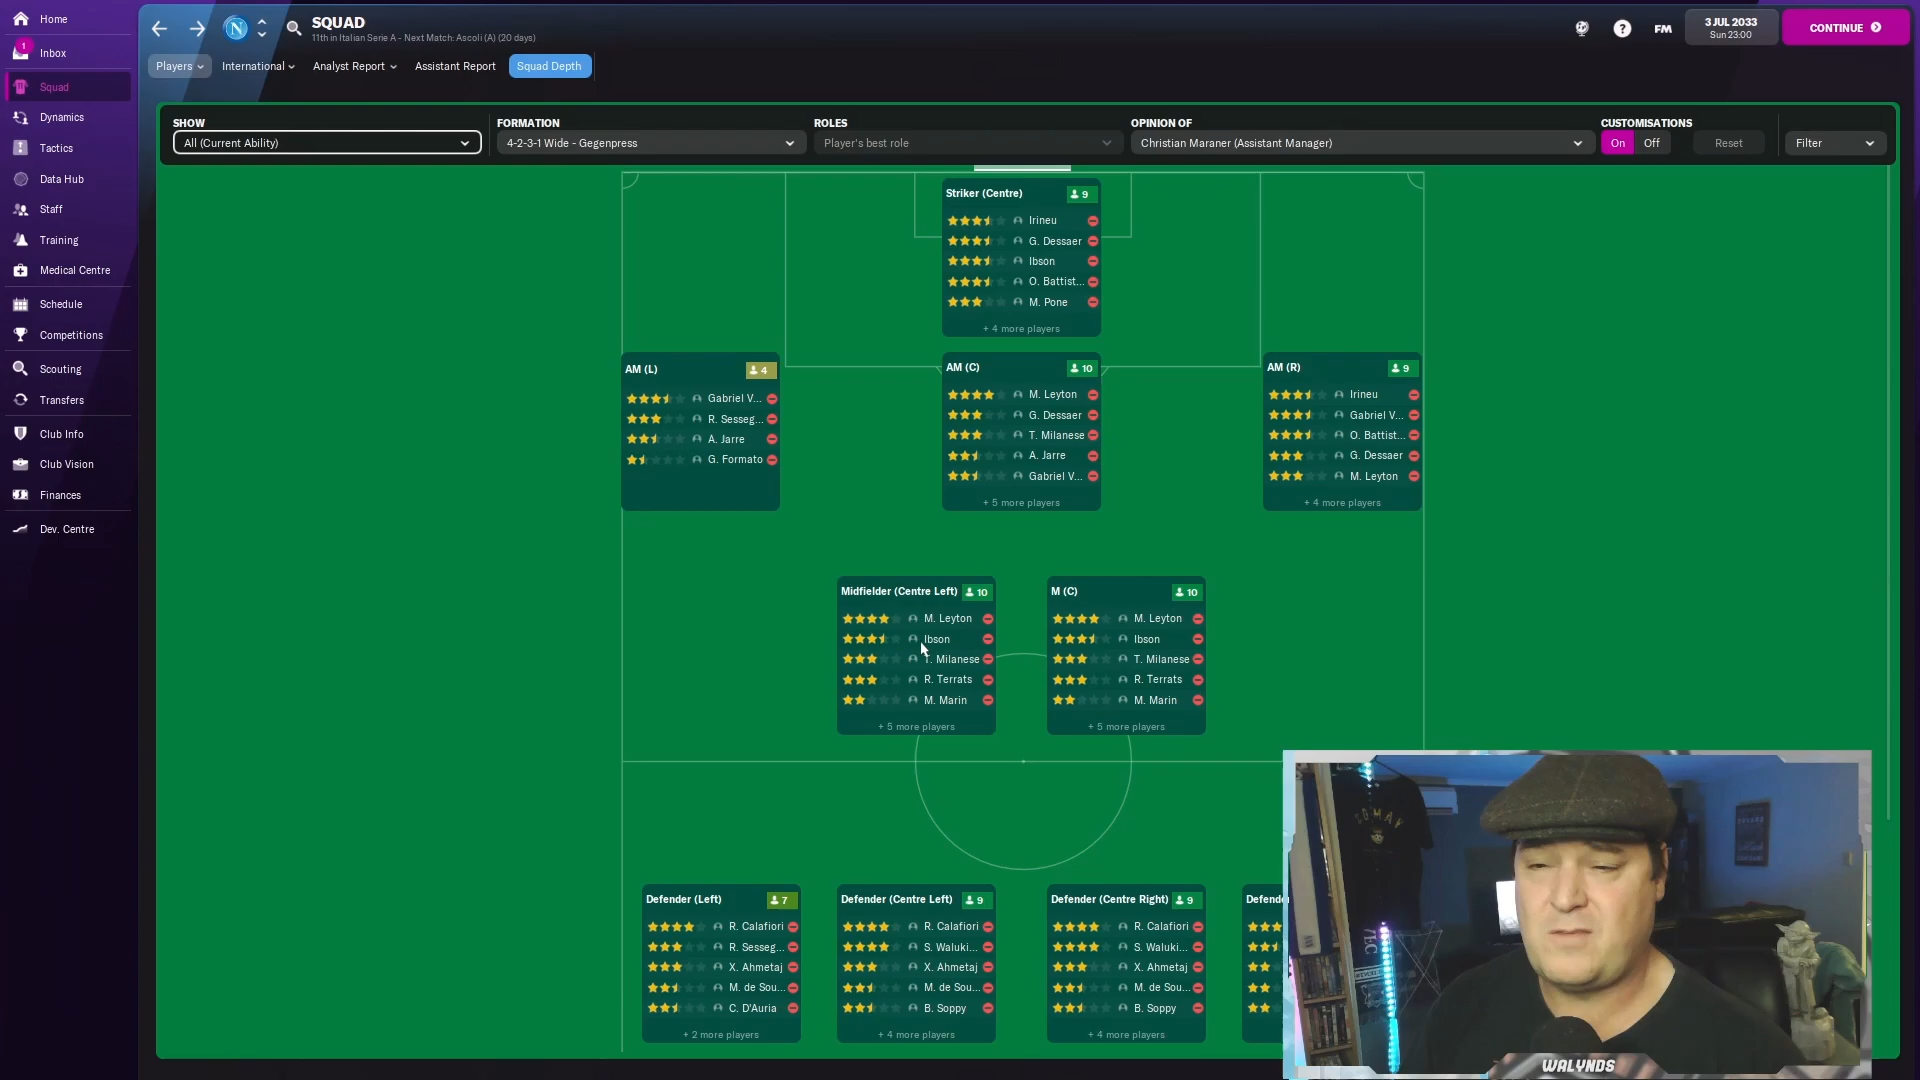 Home
1
Inbox
Squad
Dynamics
Tactics
Data Hub
Staff
Training
Medical Centre
Schedule
Competitions
Scouting
Transfers
Club Info
Club Vision
Finances
Dev. Centre
N
SQUAD
11th in Italian Serie A - Next Match: Ascoli (A) (20 days)
?
FM
3 JUL 2033
Sun 23:00
CONTINUE
Players
International
Analyst Report
Assistant Report
Squad Depth
SHOW
All (Current Ability)
FORMATION
4-2-3-1 Wide - Gegenpress
ROLES
Player's best role
OPINION OF
Christian Maraner (Assistant Manager)
CUSTOMISATIONS
On
Off
Reset
Filter
Striker (Centre) 9
Irineu
G. Dessaer
Ibson
O. Battist...
M. Pone
+ 4 more players
AM (L) 4
Gabriel V...
R. Sesseg...
A. Jarre
G. Formato
AM (C) 10
M. Leyton
G. Dessaer
T. Milanese
A. Jarre
Gabriel V...
+ 5 more players
AM (R) 9
Irineu
Gabriel V...
O. Battist...
G. Dessaer
M. Leyton
+ 4 more players
Midfielder (Centre Left) 10
M. Leyton
Ibson
T. Milanese
R. Terrats
M. Marin
+ 5 more players
M (C) 10
M. Leyton
Ibson
T. Milanese
R. Terrats
M. Marin
+ 5 more players
Defender (Left) 7
R. Calafiori
R. Sesseg...
X. Ahmetaj
M. de Sou...
C. D'Auria
+ 2 more players
Defender (Centre Left) 9
R. Calafiori
S. Waluki...
X. Ahmetaj
M. de Sou...
B. Soppy
+ 4 more players
Defender (Centre Right) 9
R. Calafiori
S. Waluki...
X. Ahmetaj
M. de Sou...
B. Soppy
+ 4 more players
Defende
WALYNDS